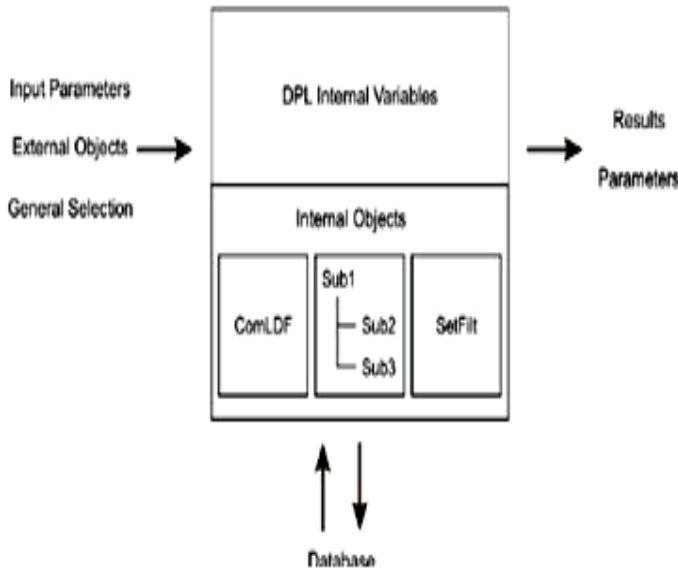 Input Parameters
External Objects
General Selection
DPL Internal Variables
Internal Objects
ComLDF
Sub1
Sub2
Sub3
SetFilt
Results
Parameters
Database